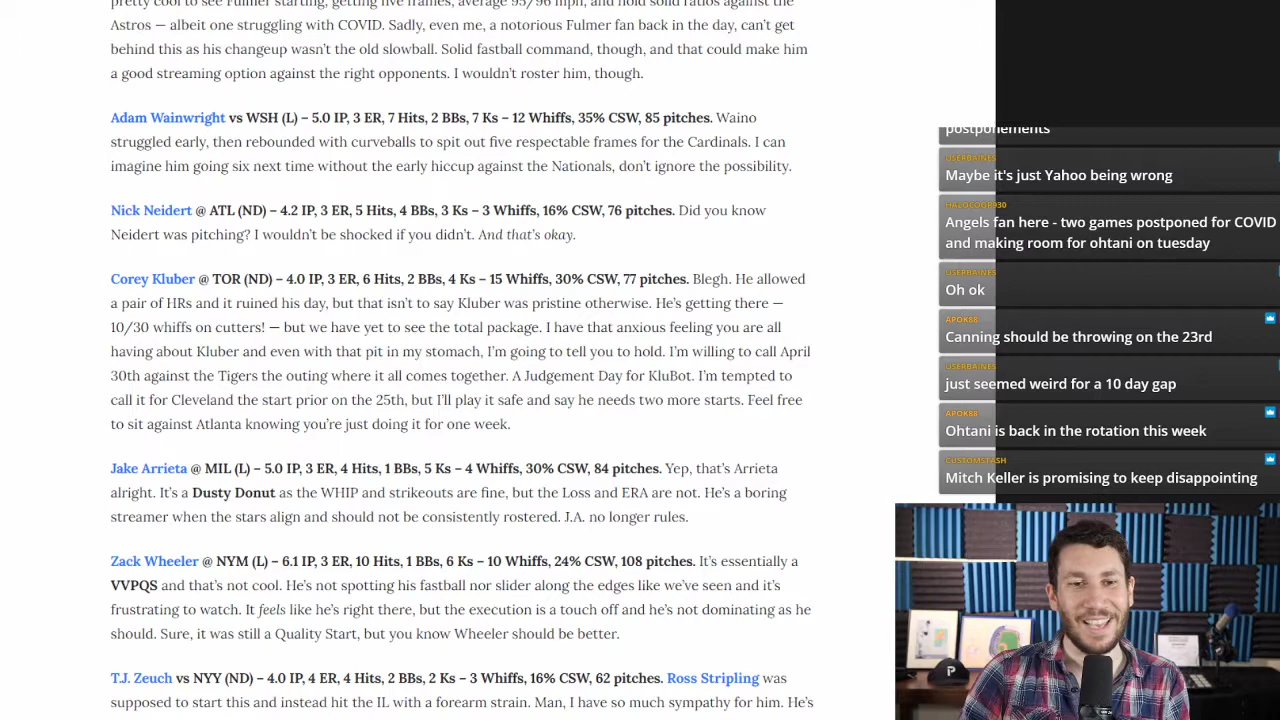 pretty cool to see Fulmer starting, getting five frames, average 95/96 mph, and hold solid ratios against the
Astros — albeit one struggling with COVID. Sadly, even me, a notorious Fulmer fan back in the day, can't get
behind this as his changeup wasn't the old slowball. Solid fastball command, though, and that could make him
a good streaming option against the right opponents. I wouldn't roster him, though.
Adam Wainwright vs WSH (L) – 5.0 IP, 3 ER, 7 Hits, 2 BBs, 7 Ks – 12 Whiffs, 35% CSW, 85 pitches. Waino
struggled early, then rebounded with curveballs to spit out five respectable frames for the Cardinals. I can
imagine him going six next time without the early hiccup against the Nationals, don't ignore the possibility.
Nick Neidert @ ATL (ND) – 4.2 IP, 3 ER, 5 Hits, 4 BBs, 3 Ks – 3 Whiffs, 16% CSW, 76 pitches. Did you know
Neidert was pitching? I wouldn't be shocked if you didn't. And that's okay.
Corey Kluber @ TOR (ND) – 4.0 IP, 3 ER, 6 Hits, 2 BBs, 4 Ks – 15 Whiffs, 30% CSW, 77 pitches. Blegh. He allowed
a pair of HRs and it ruined his day, but that isn't to say Kluber was pristine otherwise. He's getting there —
10/30 whiffs on cutters! — but we have yet to see the total package. I have that anxious feeling you are all
having about Kluber and even with that pit in my stomach, I'm going to tell you to hold. I'm willing to call April
30th against the Tigers the outing where it all comes together. A Judgement Day for KluBot. I'm tempted to
call it for Cleveland the start prior on the 25th, but I'll play it safe and say he needs two more starts. Feel free
to sit against Atlanta knowing you're just doing it for one week.
Jake Arrieta @ MIL (L) – 5.0 IP, 3 ER, 4 Hits, 1 BBs, 5 Ks – 4 Whiffs, 30% CSW, 84 pitches. Yep, that's Arrieta
alright. It's a Dusty Donut as the WHIP and strikeouts are fine, but the Loss and ERA are not. He's a boring
streamer when the stars align and should not be consistently rostered. J.A. no longer rules.
Zack Wheeler @ NYM (L) – 6.1 IP, 3 ER, 10 Hits, 1 BBs, 6 Ks – 10 Whiffs, 24% CSW, 108 pitches. It's essentially a
VVPQS and that's not cool. He's not spotting his fastball nor slider along the edges like we've seen and it's
frustrating to watch. It feels like he's right there, but the execution is a touch off and he's not dominating as he
should. Sure, it was still a Quality Start, but you know Wheeler should be better.
T.J. Zeuch vs NYY (ND) – 4.0 IP, 4 ER, 4 Hits, 2 BBs, 2 Ks – 3 Whiffs, 16% CSW, 62 pitches. Ross Stripling was
supposed to start this and instead hit the IL with a forearm strain. Man, I have so much sympathy for him. He's
postponements
USERBAINES
Maybe it's just Yahoo being wrong
HALOLOOP930
Angels fan here - two games postponed for COVID
and making room for ohtani on tuesday
USERBAINES
Oh ok
APOK88
Canning should be throwing on the 23rd
USERBAINES
just seemed weird for a 10 day gap
APOK88
Ohtani is back in the rotation this week
CUSTOMSTASH
Mitch Keller is promising to keep disappointing